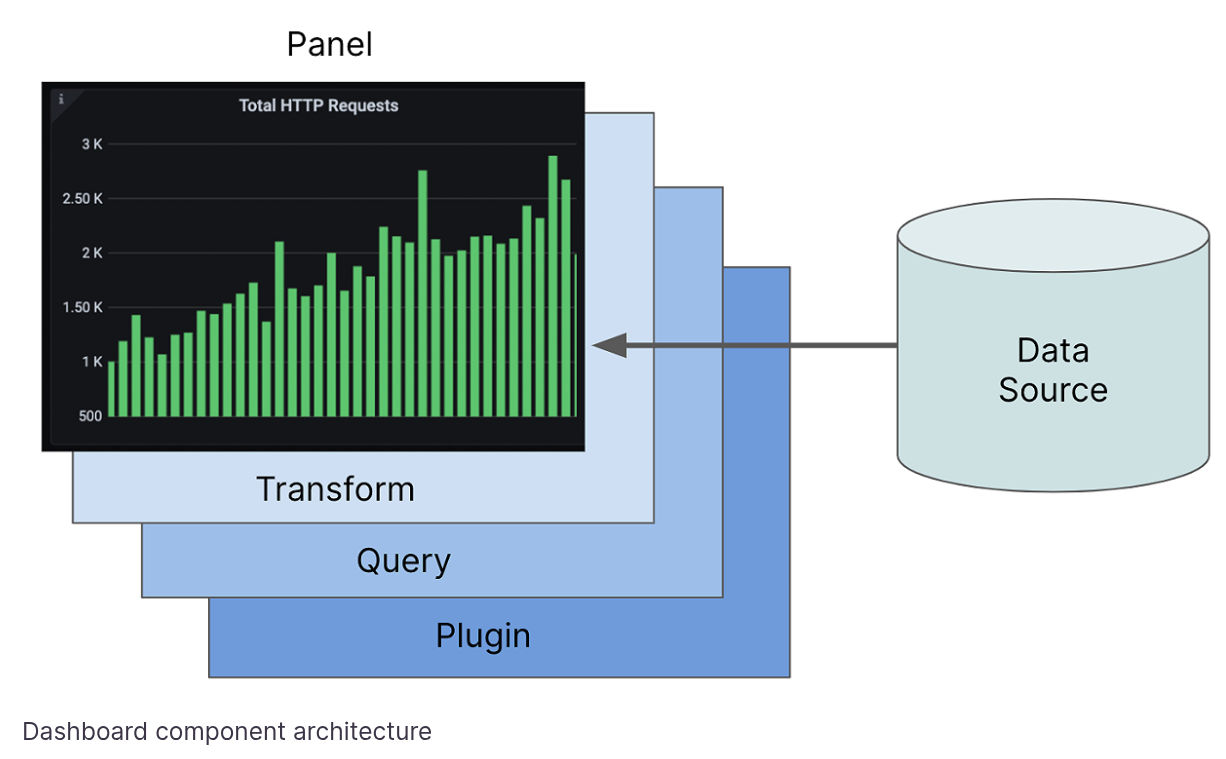 Panel
i
Total HTTP Requests
3 K
2.50 K
2 K
1.50 K
1 K
500
Data
Source
Transform
Query
Plugin
Dashboard component architecture